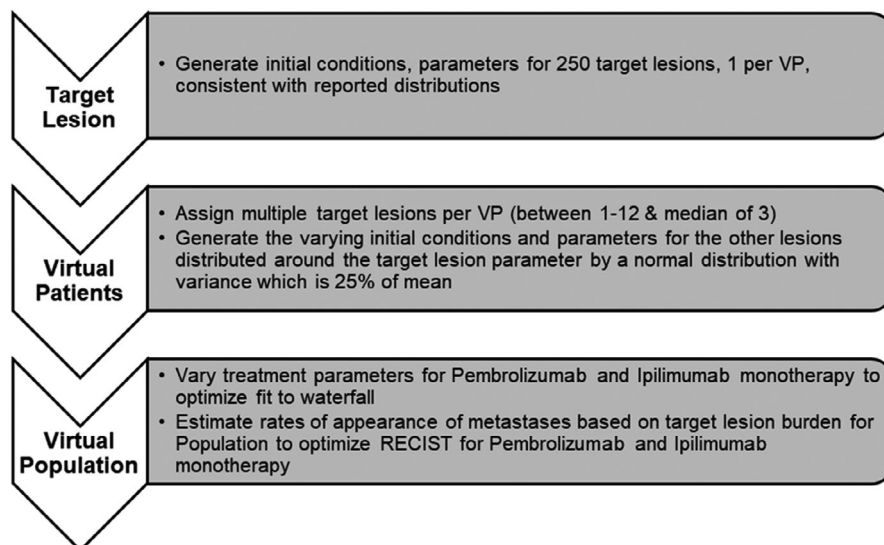 Target
Lesion
• Generate initial conditions, parameters for 250 target lesions, 1 per VP,
consistent with reported distributions
Virtual
Patients
• Assign multiple target lesions per VP (between 1-12 & median of 3)
• Generate the varying initial conditions and parameters for the other lesions
distributed around the target lesion parameter by a normal distribution with
variance which is 25% of mean
Virtual
Population
• Vary treatment parameters for Pembrolizumab and Ipilimumab monotherapy to
optimize fit to waterfall
• Estimate rates of appearance of metastases based on target lesion burden for
Population to optimize RECIST for Pembrolizumab and Ipilimumab
monotherapy